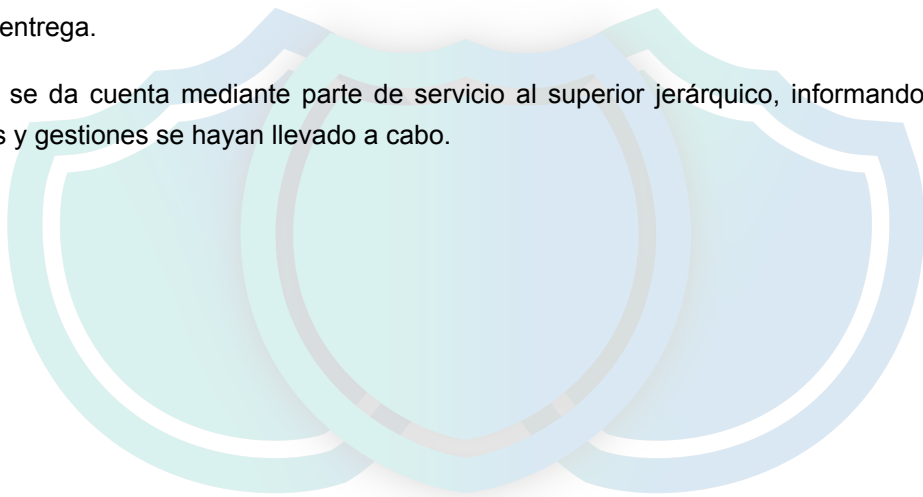 entrega.
se da cuenta mediante parte de servicio al superior jerárquico, informando
s y gestiones se hayan llevado a cabo.